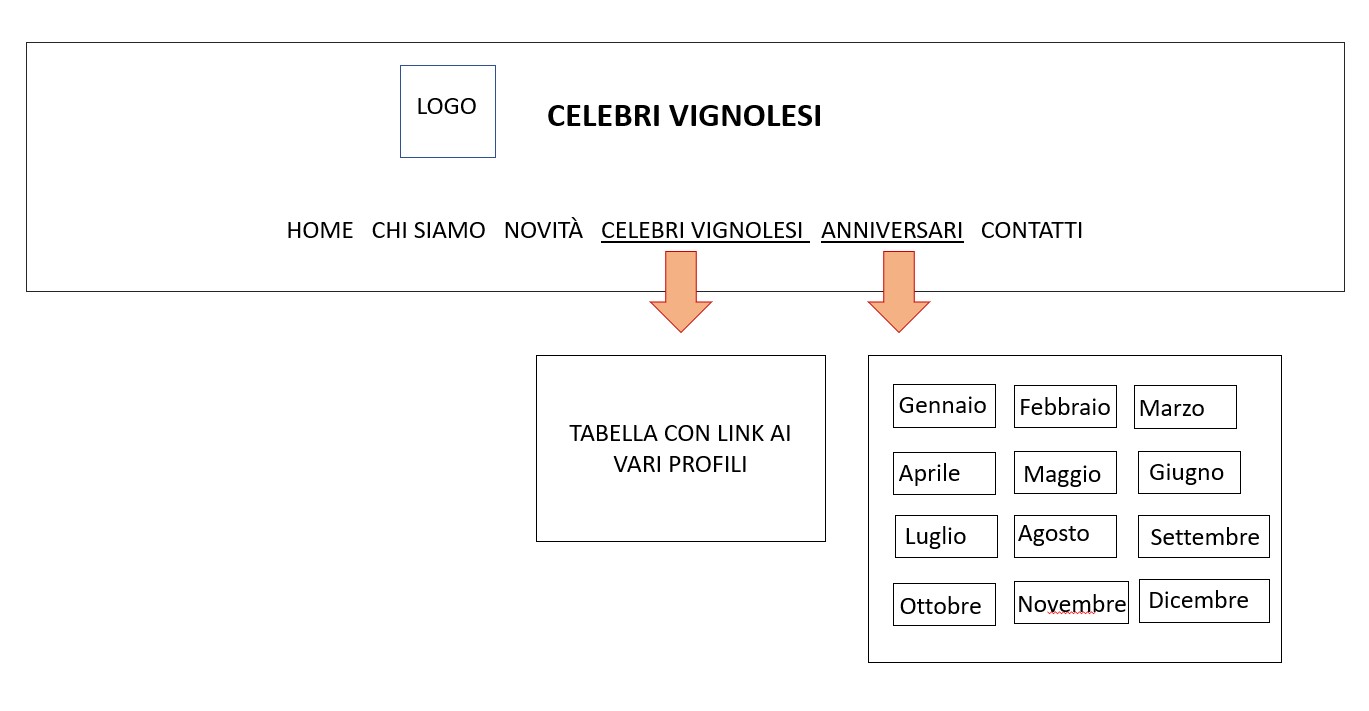 LOGO
CELEBRI VIGNOLESI
HOME CHI SIAMO NOVITÀ CELEBRI VIGNOLESI ANNIVERSARI CONTATTI
TABELLA CON LINK AI
VARI PROFILI
Gennaio Febbraio Marzo
Aprile Maggio Giugno
Luglio Agosto Settembre
Ottobre Novembre Dicembre